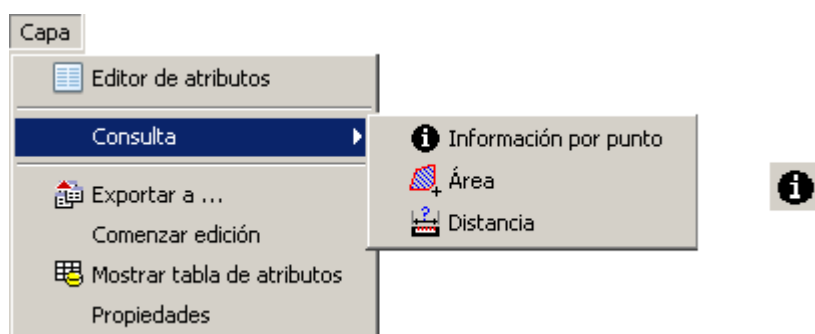 Capa
Editor de atributos
Consulta
Información por punto
Área
Distancia
Exportar a ...
Comenzar edición
Mostrar tabla de atributos
Propiedades